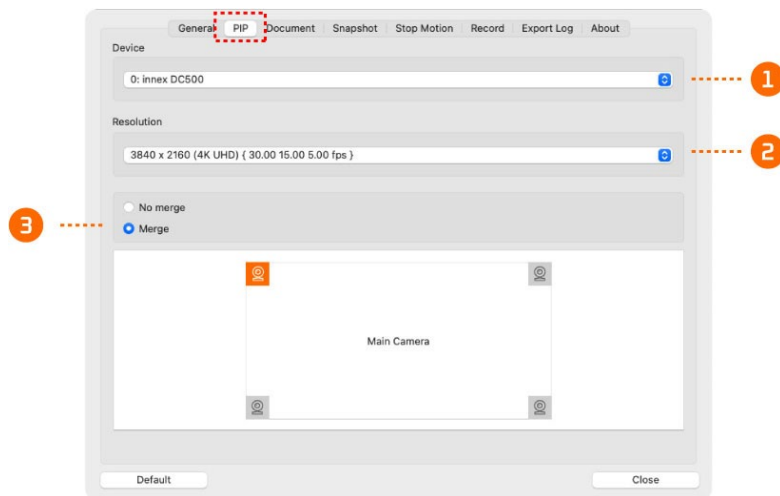 General PIP Document Snapshot Stop Motion Record Export Log About
Device
0: innex DC500
1
Resolution
3840 x 2160 (4K UHD) { 30.00 15.00 5.00 fps }
2
No merge
3
Merge
Main Camera
Default Close